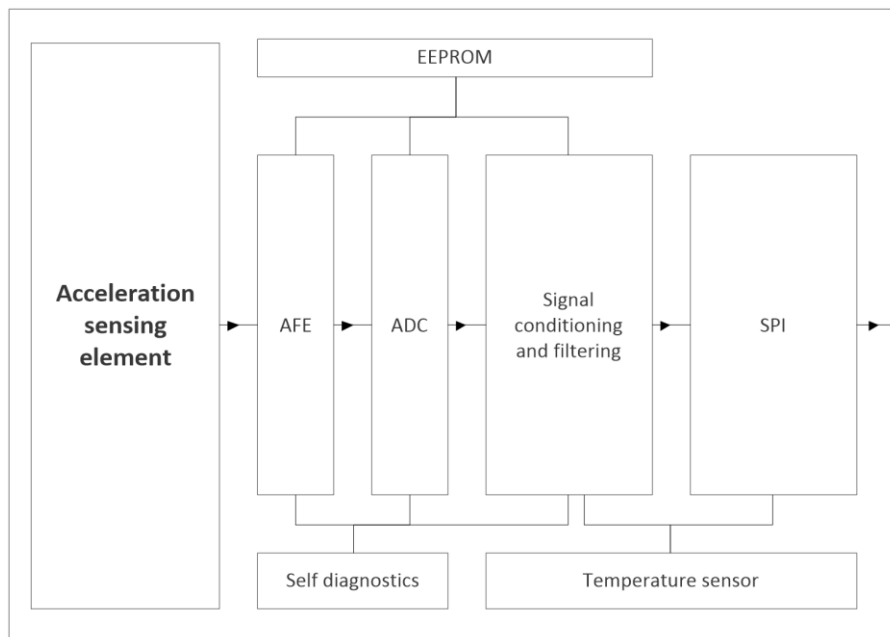 EEPROM
Acceleration
sensing
element
AFE
ADC
Signal
conditioning
and filtering
SPI
Self diagnostics
Temperature sensor